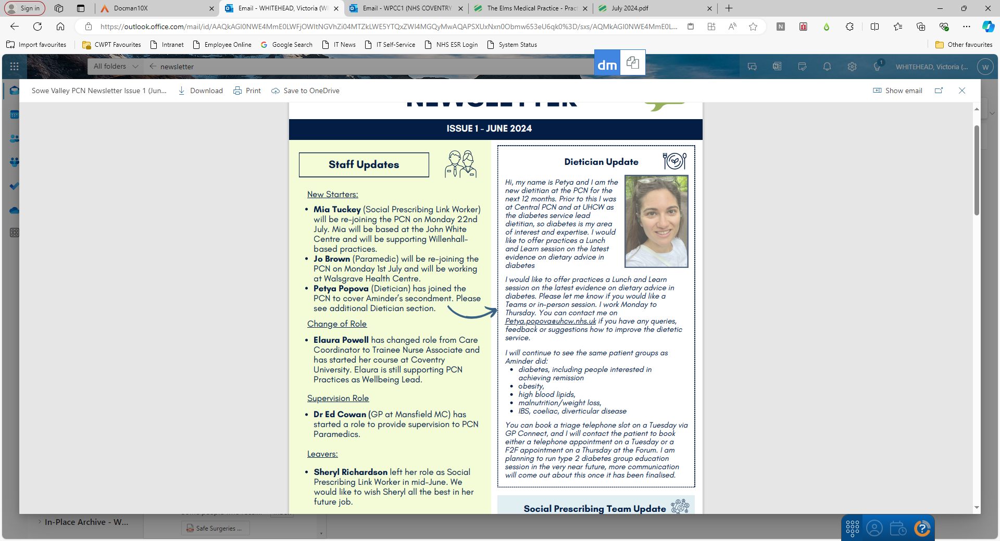 Sign in
Docman10X
Email - WHITEHEAD, Victoria (W
Email - WPCC1 (NHS COVENTRY
The Elms Medical Practice - Prac
July 2024.pdf
https://outlook.office.com/mail/id/AAQkAGI0NWE4MmE0LWFjOWItNGVhZi04MTZkLWE5YTQxZWI4MGQyMwAQAPSXUxNxn0Obmw653eU6qk0%3D/sxs/AQMkAGI0NWE4MmE0L...
Import favourites
CWPT Favourites
Intranet
Employee Online
Google Search
IT News
IT Self-Service
NHS ESR Login
System Status
Other favourites
All folders
newsletter
dm
1
WHITEHEAD, Victoria (...
W
Sowe Valley PCN Newsletter Issue 1 (Jun...
Download
Print
Save to OneDrive
Show email
NEWSLETTER
ISSUE 1 - JUNE 2024
Staff Updates
New Starters:
• Mia Tuckey (Social Prescribing Link Worker)
will be re-joining the PCN on Monday 22nd
July. Mia will be based at the John White
Centre and will be supporting Willenhall-
based practices.
• Jo Brown (Paramedic) will be re-joining the
PCN on Monday 1st July and will be working
at Walsgrave Health Centre.
• Petya Popova (Dietician) has joined the
PCN to cover Aminder's secondment. Please
see additional Dietician section.
Change of Role
• Elaura Powell has changed role from Care
Coordinator to Trainee Nurse Associate and
has started her course at Coventry
University. Elaura is still supporting PCN
Practices as Wellbeing Lead.
Supervision Role
• Dr Ed Cowan (GP at Mansfield MC) has
started a role to provide supervision to PCN
Paramedics.
Leavers:
• Sheryl Richardson left her role as Social
Prescribing Link Worker in mid-June. We
would like to wish Sheryl all the best in her
future job.
Dietician Update
Hi, my name is Petya and I am the
new dietitian at the PCN for the
next 12 months. Prior to this I was
at Central PCN and at UHCW as
the diabetes service lead
dietitian, so diabetes is my area
of interest and expertise. I would
like to offer practices a Lunch
and Learn session on the latest
evidence on dietary advice in
diabetes
I would like to offer practices a Lunch and Learn
session on the latest evidence on dietary advice in
diabetes. Please let me know if you would like a
Teams or in-person session. I work Monday to
Thursday. You can contact me on
Petya.popova@uhcw.nhs.uk if you have any queries,
feedback or suggestions how to improve the dietetic
service.
I will continue to see the same patient groups as
Aminder did:
• diabetes, including people interested in
achieving remission
• obesity,
• high blood lipids,
• malnutrition/weight loss,
• IBS, coeliac, diverticular disease
You can book a triage telephone slot on a Tuesday via
GP Connect, and I will contact the patient to book
either a telephone appointment on a Tuesday or a
F2F appointment on a Thursday at the Forum. I am
planning to run type 2 diabetes group education
session in the very near future, more communication
will come out about this once it has been finalised.
Social Prescribing Team Update
In-Place Archive - W...
Safe Surgeries ...